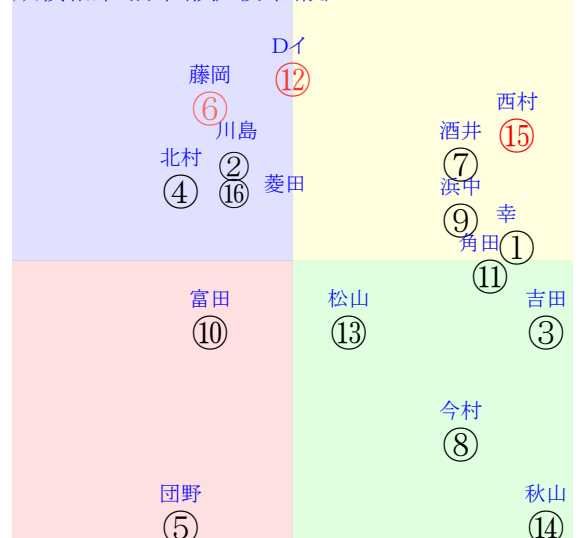 Dイ
⑫
藤岡
⑥
西村
⑮
川島
②
酒井
⑦
北村
④
⑯
菱田
浜中
⑨
幸
①
角田
⑪
富田
⑩
松山
⑬
吉田
③
今村
⑧
団野
⑤
秋山
⑭